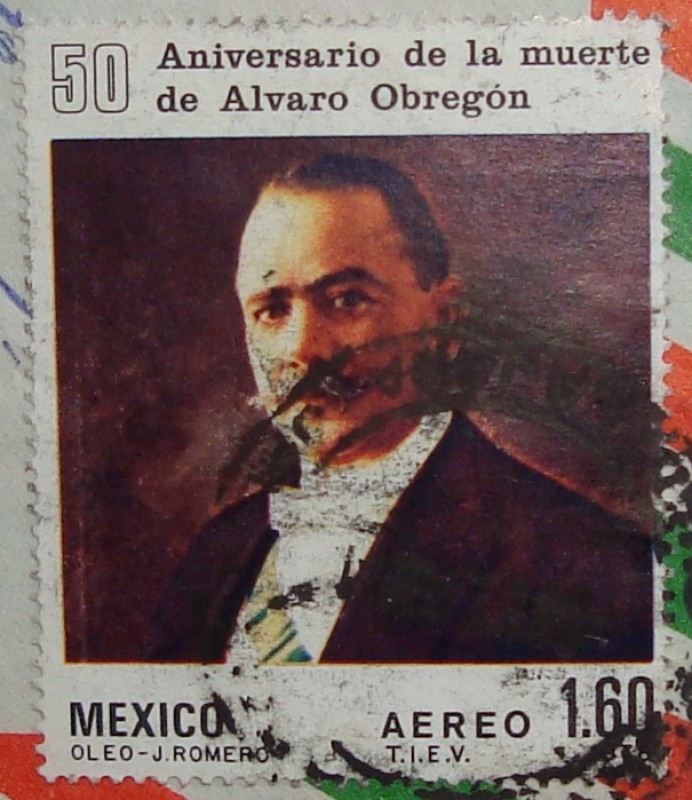 50 Aniversario de la muerte
de Alvaro Obregón
MEXICO AEREO 1.60
OLEO-J.ROMERO T.I.E.V.